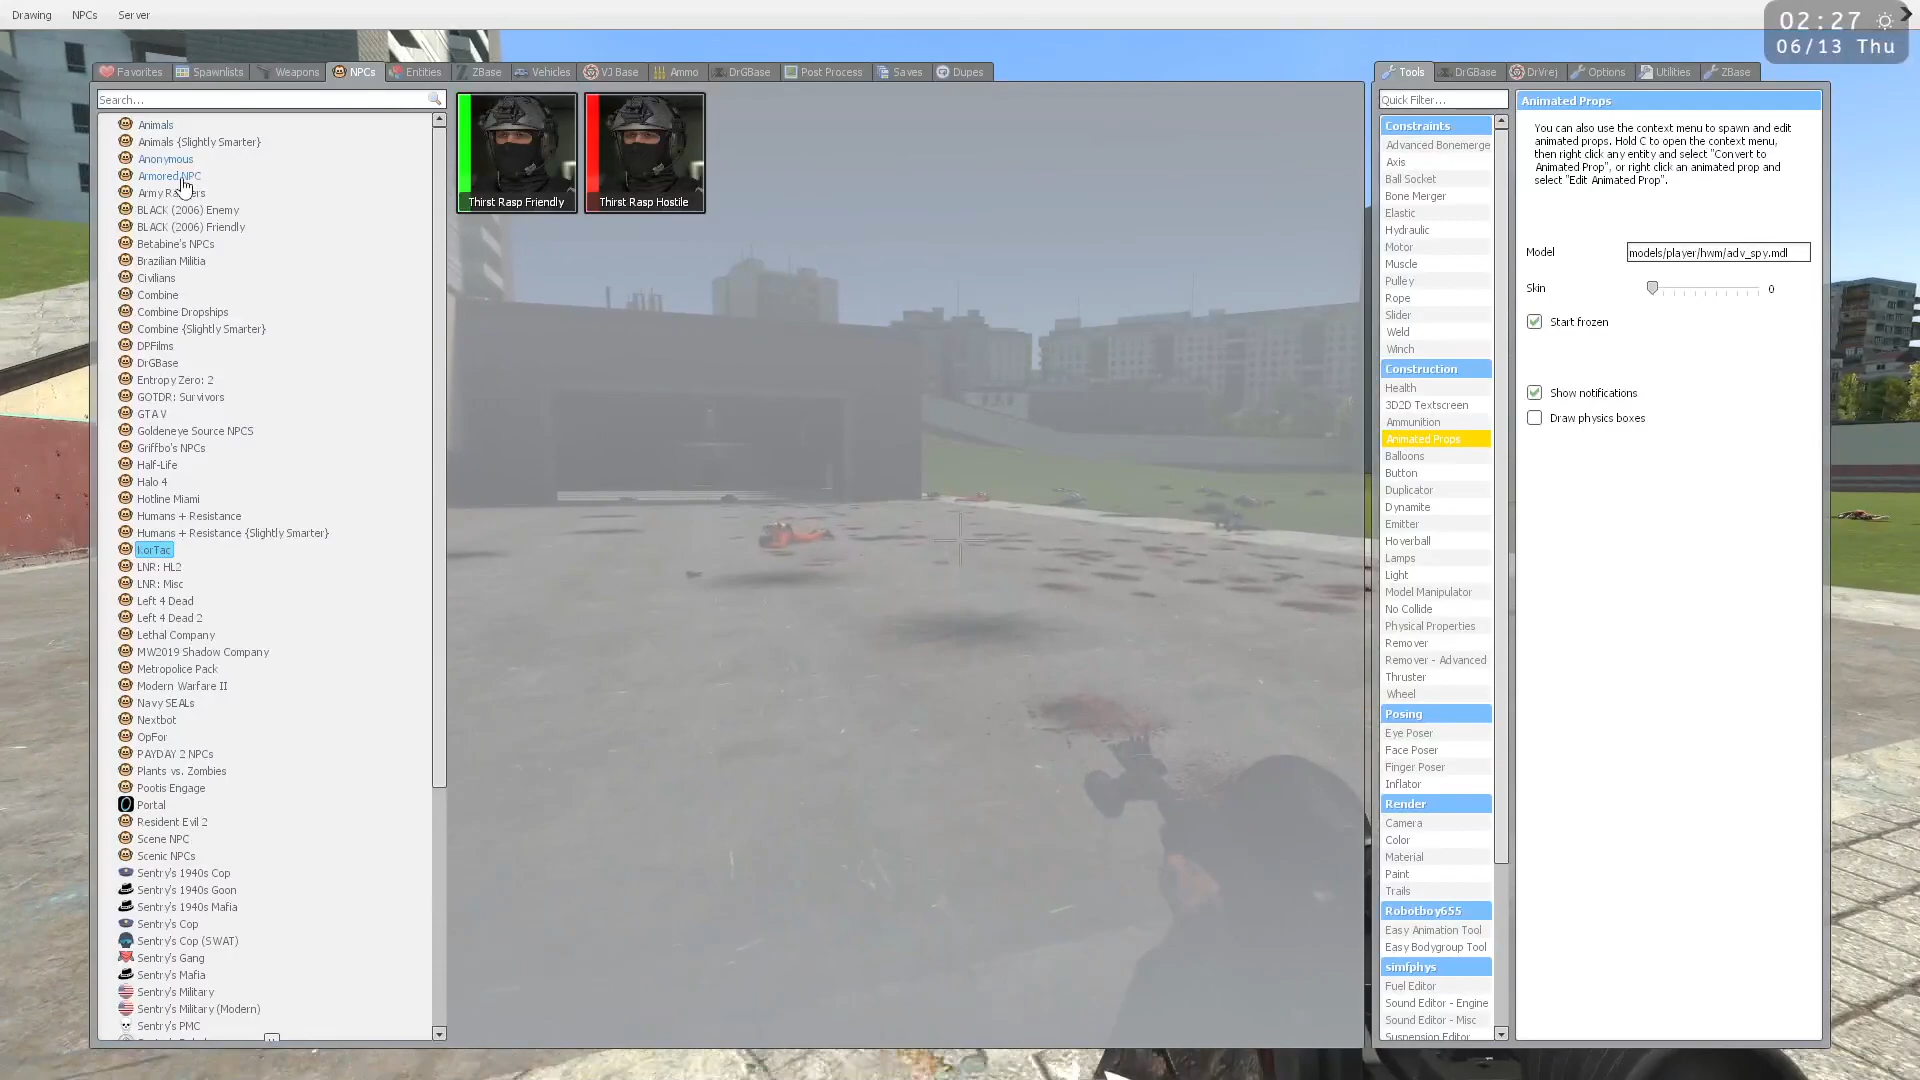 Drawing NPCs Server
02:27
06/13 Thu
Favorites Spawnlists Weapons NPCs Entities ZBase Vehicles VJ Base Ammo DrGBase Post Process Saves Dupes
Search...
Animals
Animals {Slightly Smarter}
Anonymous
Armored NPC
BLACK (2006) Enemy
BLACK (2006) Friendly
Betabine's NPCs
Brazilian Militia
Civilians
Combine
Combine Dropships
Combine {Slightly Smarter}
DPFilms
DrGBase
Entropy Zero: 2
GOTDR: Survivors
GTA V
Goldeneye Source NPCS
Griffbo's NPCs
Half-Life
Halo 4
Hotline Miami
Humans + Resistance
Humans + Resistance {Slightly Smarter}
KorTac
LNR: HL2
LNR: Misc
Left 4 Dead
Left 4 Dead 2
Lethal Company
MW2019 Shadow Company
Metropolice Pack
Modern Warfare II
Navy SEALs
Nextbot
OpFor
PAYDAY 2 NPCs
Plants vs. Zombies
Pootis Engage
Portal
Resident Evil 2
Scene NPC
Scenic NPCs
Sentry's 1940s Cop
Sentry's 1940s Goon
Sentry's 1940s Mafia
Sentry's Cop
Sentry's Cop (SWAT)
Sentry's Gang
Sentry's Mafia
Sentry's Military
Sentry's Military (Modern)
Sentry's PMC
Thirst Rasp Friendly
Thirst Rasp Hostile
Tools DrGBase DrVrej Options Utilities ZBase
Quick Filter...
Constraints
Advanced Bonemerge
Axis
Ball Socket
Bone Merger
Elastic
Hydraulic
Motor
Muscle
Pulley
Rope
Slider
Weld
Winch
Construction
Health
3D2D Textscreen
Ammunition
Animated Props
Balloons
Button
Duplicator
Dynamite
Emitter
Hoverball
Lamps
Light
Model Manipulator
No Collide
Physical Properties
Remover
Remover - Advanced
Thruster
Wheel
Posing
Eye Poser
Face Poser
Finger Poser
Inflator
Render
Camera
Color
Material
Paint
Trails
Robotboy655
Easy Animation Tool
Easy Bodygroup Tool
simfphys
Fuel Editor
Sound Editor - Engine
Sound Editor - Misc
Suspension Editor
Animated Props
You can also use the context menu to spawn and edit
animated props. Hold C to open the context menu,
then right click any entity and select "Convert to
Animated Prop", or right click an animated prop and
select "Edit Animated Prop".
Model models/player/hwm/adv_spy.mdl
Skin 0
Start frozen
Show notifications
Draw physics boxes